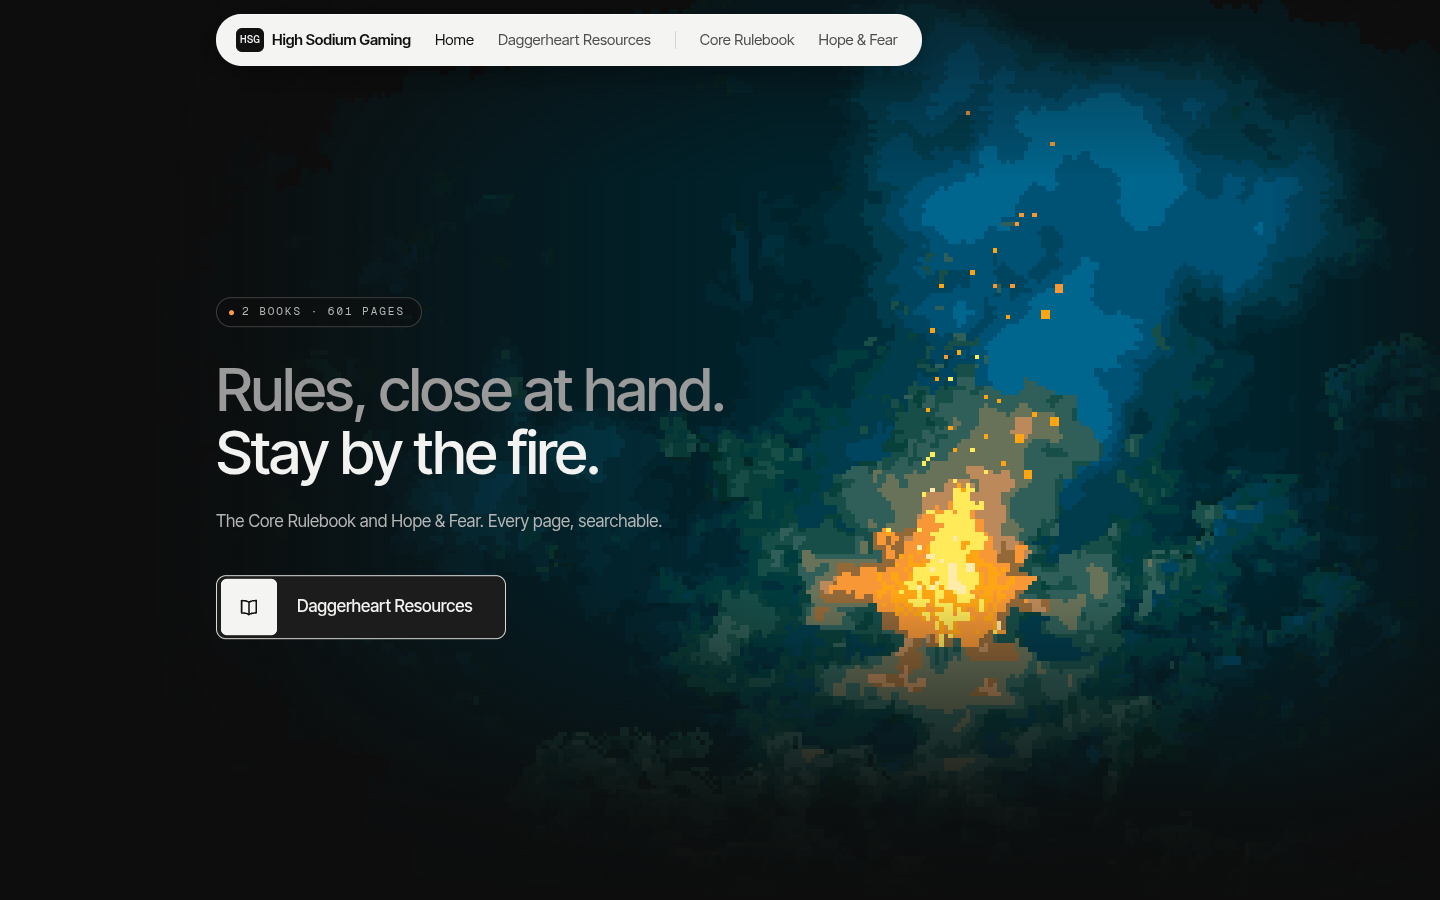 HSG High Sodium Gaming Home Daggerheart Resources Core Rulebook Hope & Fear
2 BOOKS · 601 PAGES
Rules, close at hand.
Stay by the fire.
The Core Rulebook and Hope & Fear. Every page, searchable.
Daggerheart Resources